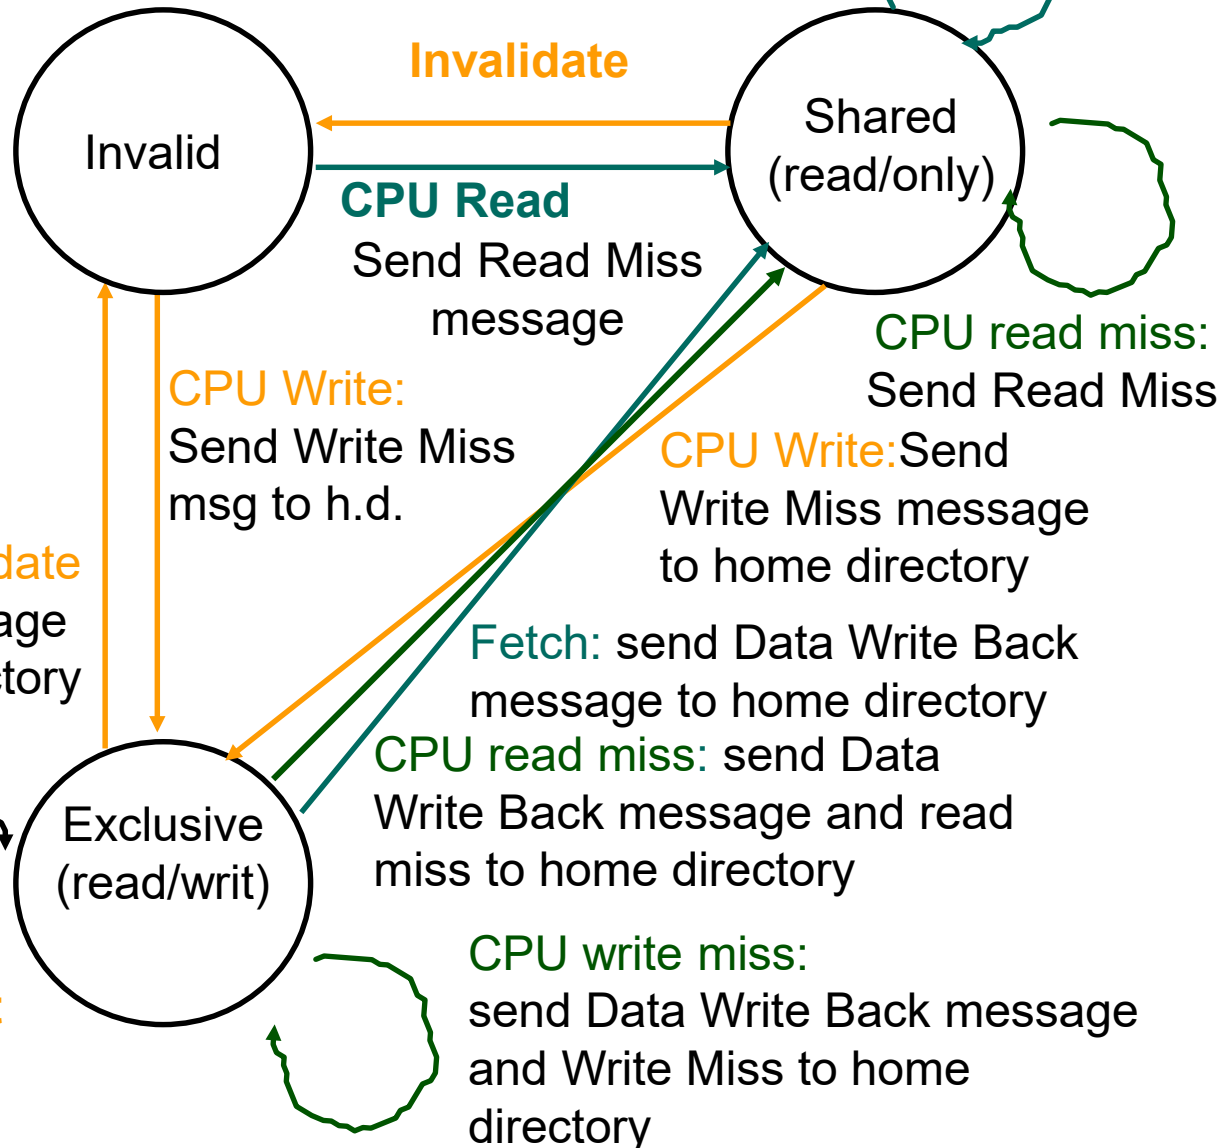 Invalidate
Invalid
Shared
(read/only)
CPU Read
Send Read Miss
message
CPU read miss:
Send Read Miss
CPU Write:
Send Write Miss
msg to h.d.
CPU Write:Send
Write Miss message
to home directory
Fetch: send Data Write Back
message to home directory
CPU read miss: send Data
Write Back message and read
miss to home directory
Exclusive
(read/writ)
CPU write miss:
send Data Write Back message
and Write Miss to home
directory